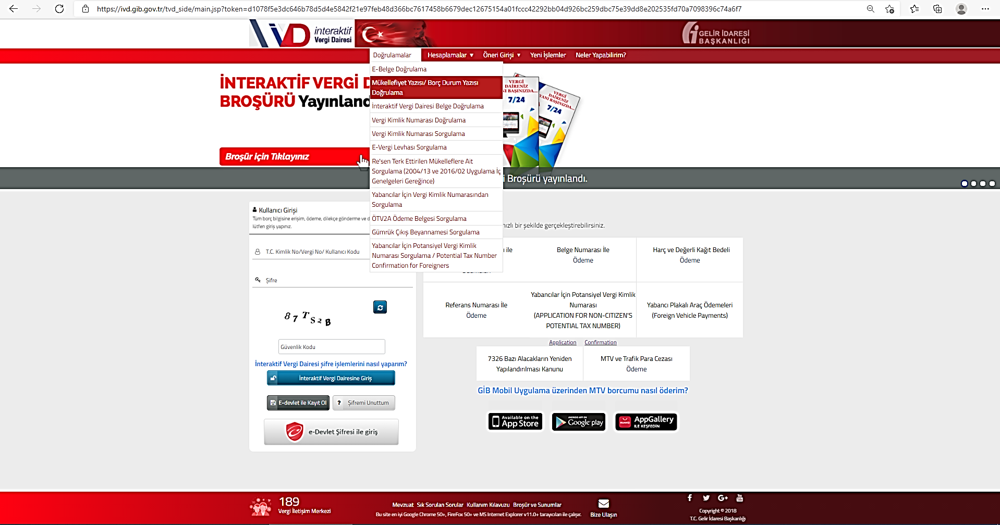 https://ivd.gib.gov.tr/tvd_side/main.jsp?token=d1078f5e3dc646b78d5d4e5842f21e97feb48d366bc7617458b6679dec12675154a01fccc42292bb04d926bc259dbc75e39dd8e202535fd70a7098396c74a6f7
iVD interaktif
Vergi Dairesi
GELİR İDARESİ
BAŞKANLIĞI
Doğrulamalar Hesaplamalar ▼ Öneri Girişi ▼ Yeni İşlemler Neler Yapabilirim?
E-Belge Doğrulama
Mükellefiyet Yazısı/ Borç Durum Yazısı
Doğrulama
İnteraktif Vergi Dairesi Belge Doğrulama
Vergi Kimlik Numarası Doğrulama
Vergi Kimlik Numarası Sorgulama
E-Vergi Levhası Sorgulama
Re'sen Terk Ettirilen Mükelleflere Ait
Sorgulama (2004/13 ve 2016/02 Uygulama İç
Genelgeleri Gereğince)
Yabancılar İçin Vergi Kimlik Numarasından
Sorgulama
ÖTV2A Ödeme Belgesi Sorgulama
Gümrük Çıkış Beyannamesi Sorgulama
Yabancılar İçin Potansiyel Vergi Kimlik
Numarası Sorgulama / Potential Tax Number
Confirmation for Foreigners
İNTERAKTİF VERGİ D
BROŞÜRÜ Yayınland
Broşür için Tıklayınız
VERGİ
DAİRENİZ
YANI BAŞINIZDA...
7/24
VERGİ
DAİRENİZ
YANI BAŞINIZDA...
7/24
i Broşürü yayınlandı.
Kullanıcı Girişi
Tüm borç bilgisine erişim, ödeme, dilekçe gönderme ve d
lütfen giriş yapınız.
T.C. Kimlik No/Vergi No/ Kullanıcı Kodu
Şifre
87TS2B
Güvenlik Kodu
İnteraktif Vergi Dairesi şifre işlemlerini nasıl yaparım?
İnteraktif Vergi Dairesine Giriş
E-devlet ile Kayıt Ol
? Şifremi Unuttum
e-Devlet Şifresi ile giriş
ızlı bir şekilde gerçekleştirebilirsiniz.
ı ile
Ödemeleri
Belge Numarası İle
Ödeme
Harç ve Değerli Kağıt Bedeli
Ödeme
Referans Numarası İle
Ödeme
Yabancılar İçin Potansiyel Vergi Kimlik
Numarası
(APPLICATION FOR NON-CITIZEN'S
POTENTIAL TAX NUMBER)
Yabancı Plakalı Araç Ödemeleri
(Foreign Vehicle Payments)
Application Confirmation
7326 Bazı Alacakların Yeniden
Yapılandırılması Kanunu
MTV ve Trafik Para Cezası
Ödeme
GİB Mobil Uygulama üzerinden MTV borcumu nasıl öderim?
Available on the
App Store
ANDROID APP ON
Google play
HUAWEI
AppGallery
İLE KEŞFEDİN
189
Vergi İletişim Merkezi
Mevzuat Sık Sorulan Sorular Kullanım Kılavuzu Broşür ve Sunumlar
Bu site en iyi Google Chrome 50+, FireFox 50+ ve MS Internet Explorer v11.0+ tarayıcıları ile çalışır.
Bize Ulaşın
Copyright © 2018
T.C. Gelir İdaresi Başkanlığı